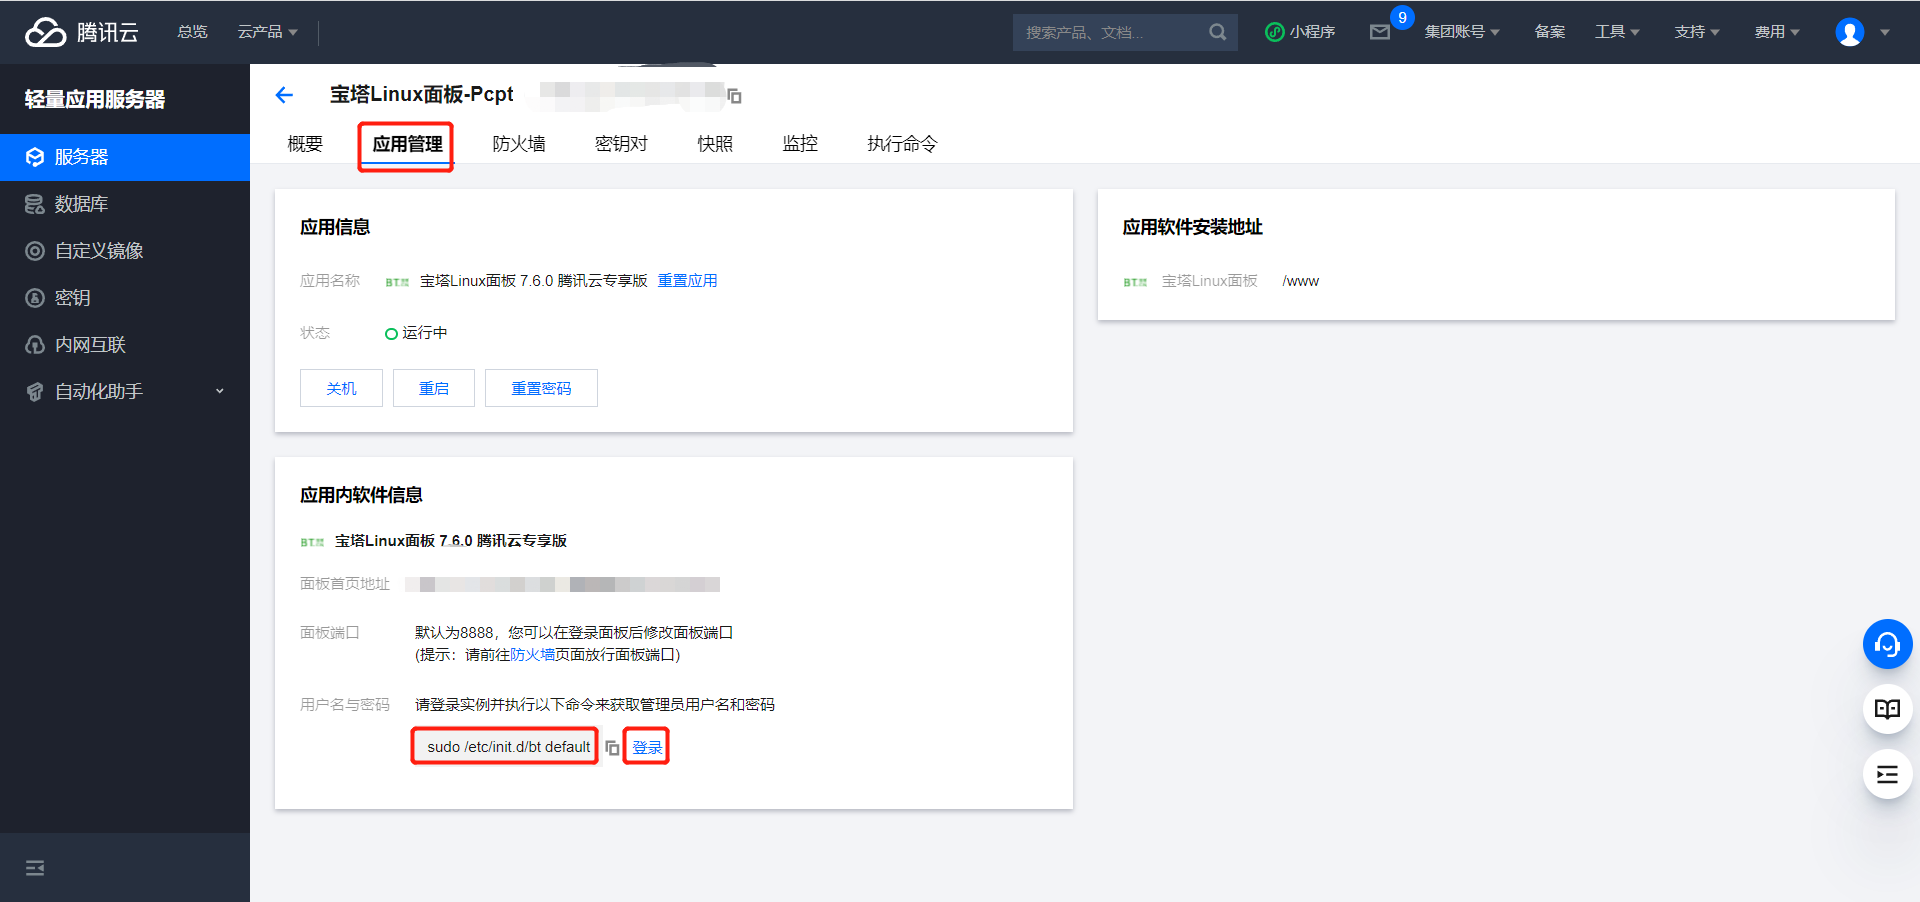 腾讯云 总览 云产品 搜索产品、文档... 小程序 9 集团账号 备案 工具 支持 费用
轻量应用服务器
服务器
数据库
自定义镜像
密钥
内网互联
自动化助手
宝塔Linux面板-Pcpt
概要 应用管理 防火墙 密钥对 快照 监控 执行命令
应用信息
应用名称 宝塔Linux面板 7.6.0 腾讯云专享版 重置应用
状态 运行中
关机 重启 重置密码
应用软件安装地址
宝塔Linux面板 /www
应用内软件信息
宝塔Linux面板 7.6.0 腾讯云专享版
面板首页地址
面板端口 默认为8888，您可以在登录面板后修改面板端口
(提示：请前往防火墙页面放行面板端口)
用户名与密码 请登录实例并执行以下命令来获取管理员用户名和密码
sudo /etc/init.d/bt default 登录